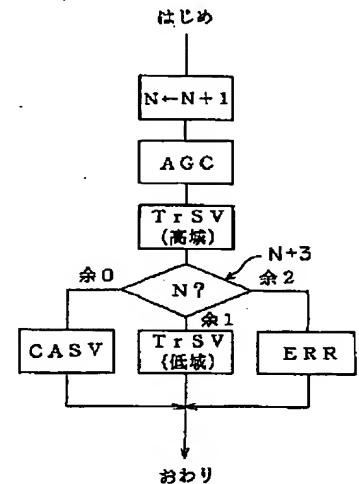 はじめ
N←N+1
AGC
TrSV
(高域)
N+3
余0
N?
余2
余1
CASV
TrSV
(低域)
ERR
おわり